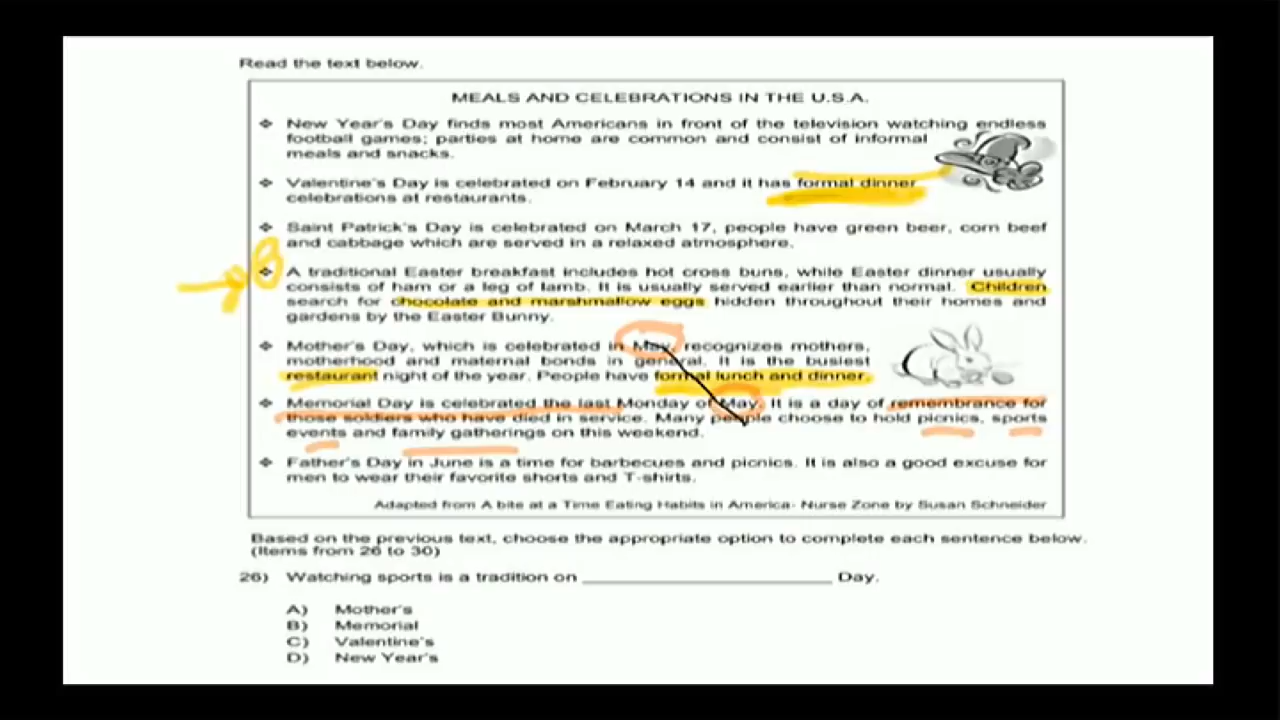 Read the text below.
MEALS AND CELEBRATIONS IN THE U.S.A.
❖ New Year's Day finds most Americans in front of the television watching endless
football games; parties at home are common and consist of informal
meals and snacks.
❖ Valentine's Day is celebrated on February 14 and it has formal dinner
celebrations at restaurants.
❖ Saint Patrick's Day is celebrated on March 17, people have green beer, corn beef
and cabbage which are served in a relaxed atmosphere.
❖ A traditional Easter breakfast includes hot cross buns, while Easter dinner usually
consists of ham or a leg of lamb. It is usually served earlier than normal. Children
search for chocolate and marshmallow eggs hidden throughout their homes and
gardens by the Easter Bunny.
❖ Mother's Day, which is celebrated in May, recognizes mothers,
motherhood and maternal bonds in general. It is the busiest
restaurant night of the year. People have formal lunch and dinner.
❖ Memorial Day is celebrated the last Monday of May. It is a day of remembrance for
those soldiers who have died in service. Many people choose to hold picnics, sports
events and family gatherings on this weekend.
❖ Father's Day in June is a time for barbecues and picnics. It is also a good excuse for
men to wear their favorite shorts and T-shirts.
Adapted from A bite at a Time Eating Habits in America- Nurse Zone by Susan Schneider
Based on the previous text, choose the appropriate option to complete each sentence below.
(Items from 26 to 30)
26) Watching sports is a tradition on ______________________ Day.
A) Mother's
B) Memorial
C) Valentine's
D) New Year's